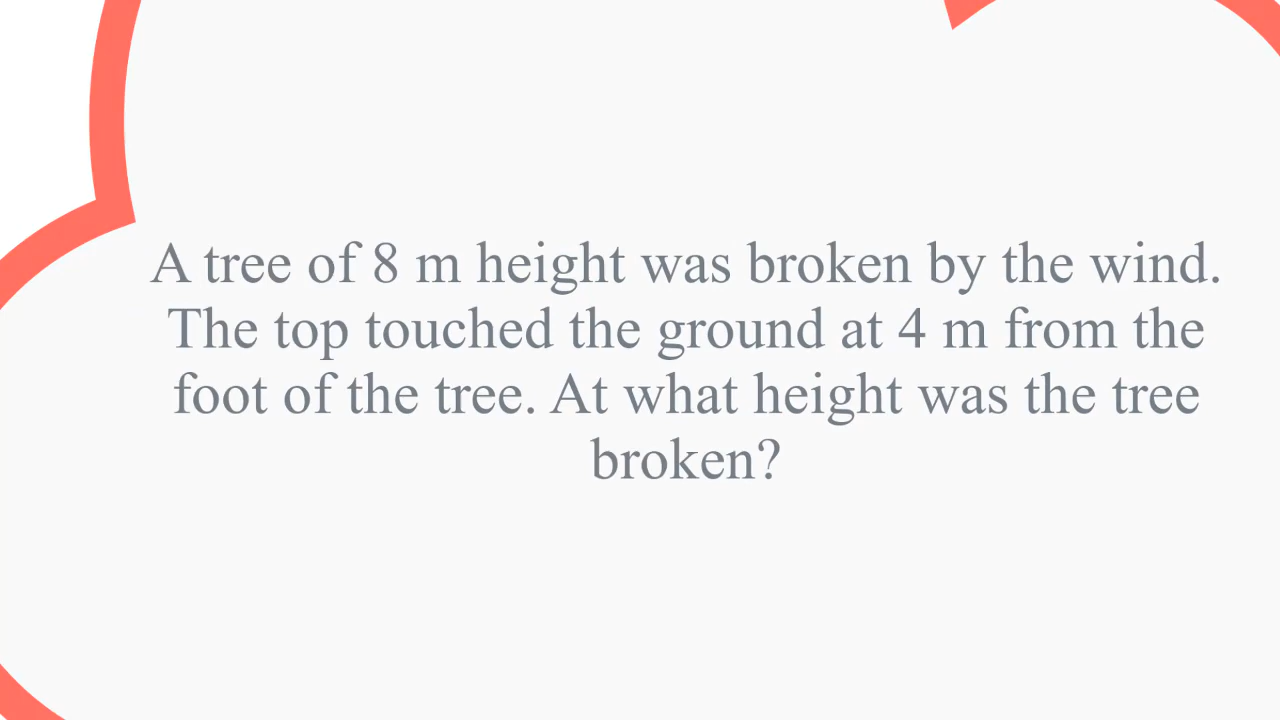 A tree of 8 m height was broken by the wind.
The top touched the ground at 4 m from the
foot of the tree. At what height was the tree
broken?